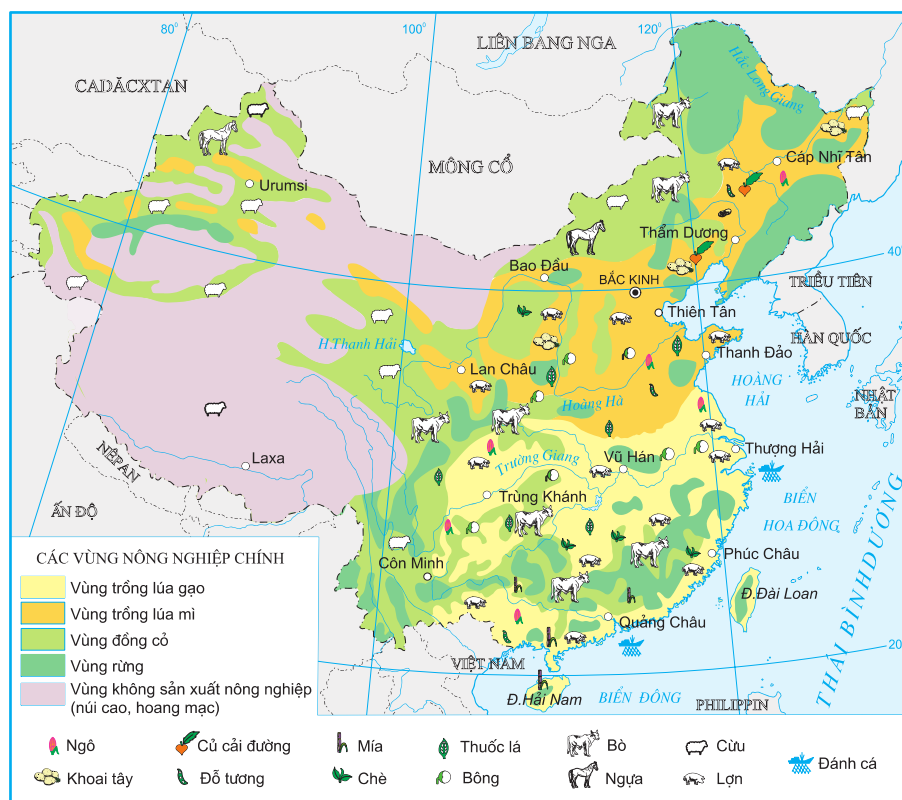 80⁰
100⁰
120⁰
LIÊN BANG NGA
CADĂCXTAN
Hắc Long Giang
MÔNG CỔ
Cáp Nhĩ Tân
Urumsi
Thẩm Dương
40⁰
Bao Đầu
BẮC KINH
TRIỀU TIÊN
Thiên Tân
H.Thanh Hải
HÀN QUỐC
Thanh Đảo
Lan Châu
HOÀNG
HẢI
NHẬT
BẢN
Hoàng Hà
Laxa
NÊPAN
Trường Giang
Vũ Hán
Thượng Hải
Trùng Khánh
BIỂN
HOA ĐÔNG
ẤN ĐỘ
THÁI BÌNH DƯƠNG
Phúc Châu
Côn Minh
Đ.Đài Loan
Quảng Châu
VIỆT NAM
20⁰
Đ.Hải Nam
BIỂN ĐÔNG
PHILIPPIN
CÁC VÙNG NÔNG NGHIỆP CHÍNH
Vùng trồng lúa gạo
Vùng trồng lúa mì
Vùng đồng cỏ
Vùng rừng
Vùng không sản xuất nông nghiệp
(núi cao, hoang mạc)
Ngô
Củ cải đường
Mía
Thuốc lá
Bò
Cừu
Đánh cá
Khoai tây
Đỗ tương
Chè
Bông
Ngựa
Lợn